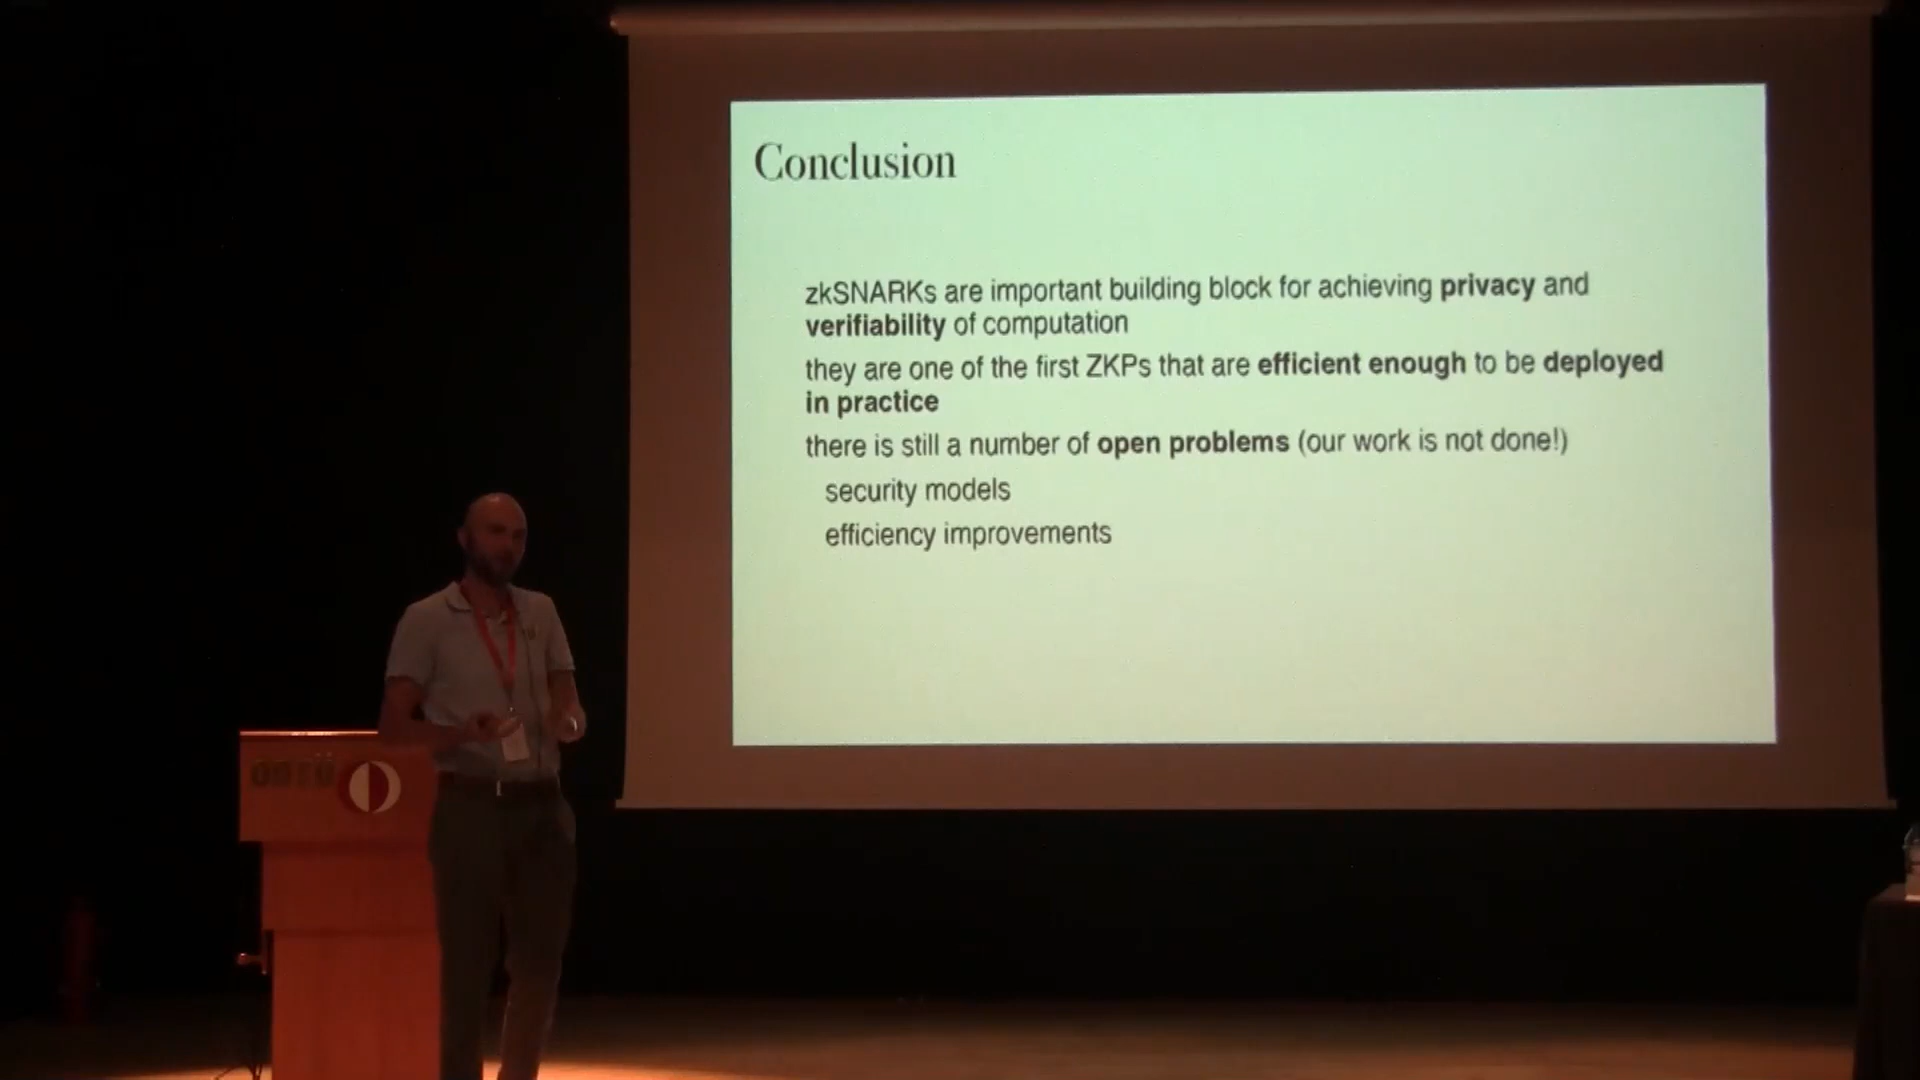 Conclusion
zkSNARKs are important building block for achieving privacy and
verifiability of computation
they are one of the first ZKPs that are efficient enough to be deployed
in practice
there is still a number of open problems (our work is not done!)
security models
efficiency improvements
ODTÜ